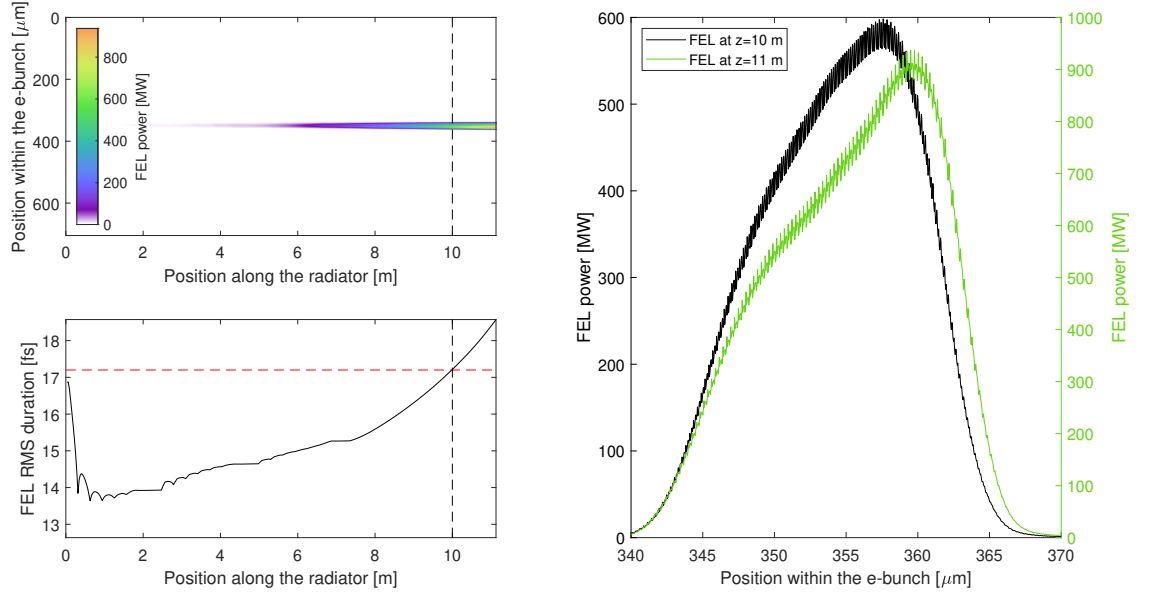 0
200
400
600
Position within the e-bunch [μm]
800
600
400
200
0
FEL power [MW]
0 2 4 6 8 10
Position along the radiator [m]
18
17
16
15
14
13
FEL RMS duration [fs]
0 2 4 6 8 10
Position along the radiator [m]
600
500
400
300
200
100
0
FEL power [MW]
FEL at z=10 m
FEL at z=11 m
1000
900
800
700
600
500
400
300
200
100
0
FEL power [MW]
340 345 350 355 360 365 370
Position within the e-bunch [μm]